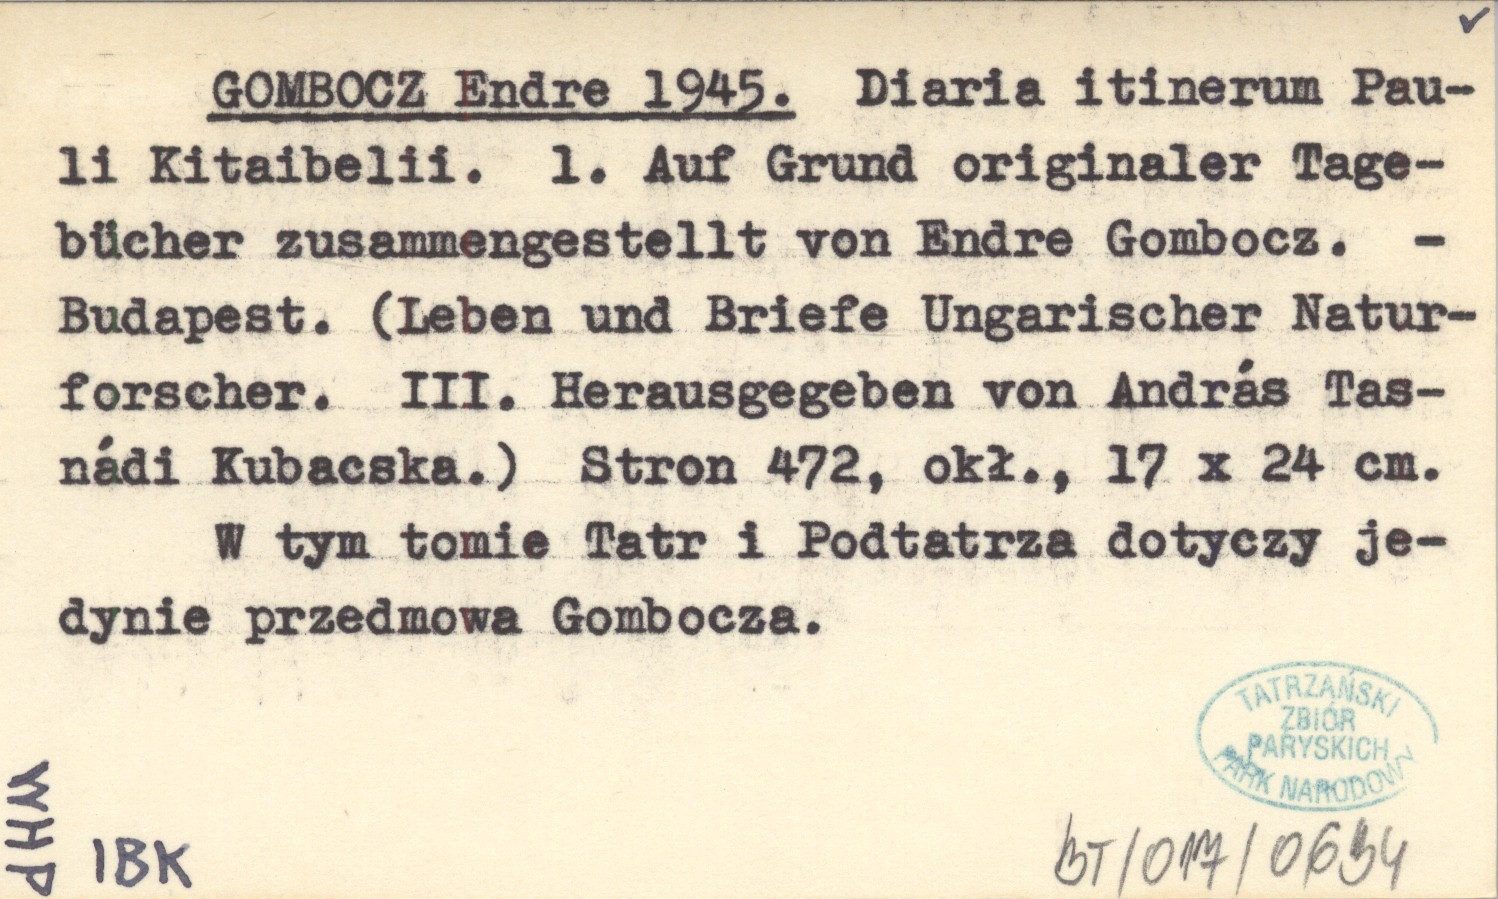 GOMBOCZ Endre 1945. Diaria itinerum Pau-
li Kitaibelii. 1. Auf Grund originaler Tage-
bücher zusammengestellt von Endre Gombocz. -
Budapest. (Leben und Briefe Ungarischer Natur-
forscher. III. Herausgegeben von András Tas-
nádi Kubacska.) Stron 472, okł., 17 x 24 cm.
W tym tomie Tatr i Podtatrza dotyczy je-
dynie przedmowa Gombocza.
TATRZAŃSKI
ZBIÓR
PARYSKICH
PARK NARODOWY
WHP
IBK
BT/017/0634